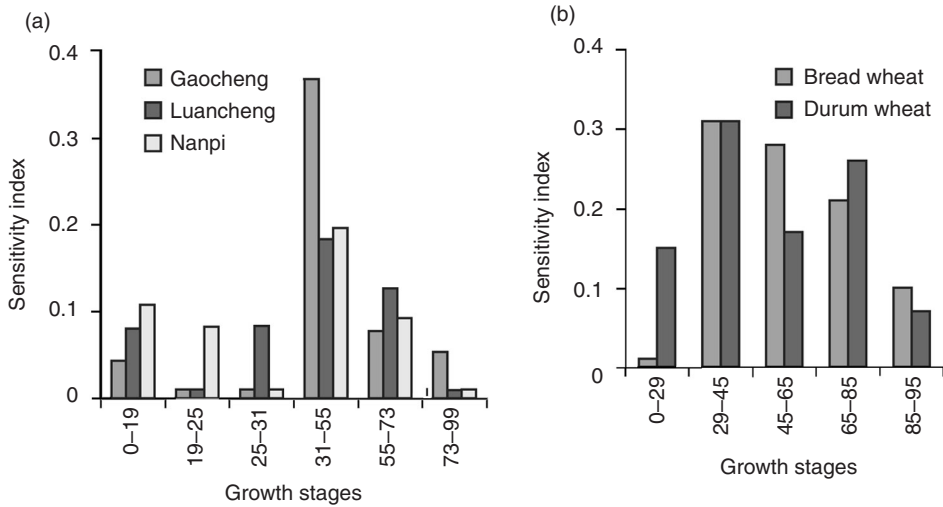 (a)
0.4
0.3
0.2
0.1
0
Sensitivity index
Gaocheng
Luancheng
Nanpi
0–19
19–25
25–31
31–55
55–73
73–99
Growth stages
(b)
0.4
0.3
0.2
0.1
0
Sensitivity index
Bread wheat
Durum wheat
0–29
29–45
45–65
65–85
85–95
Growth stages